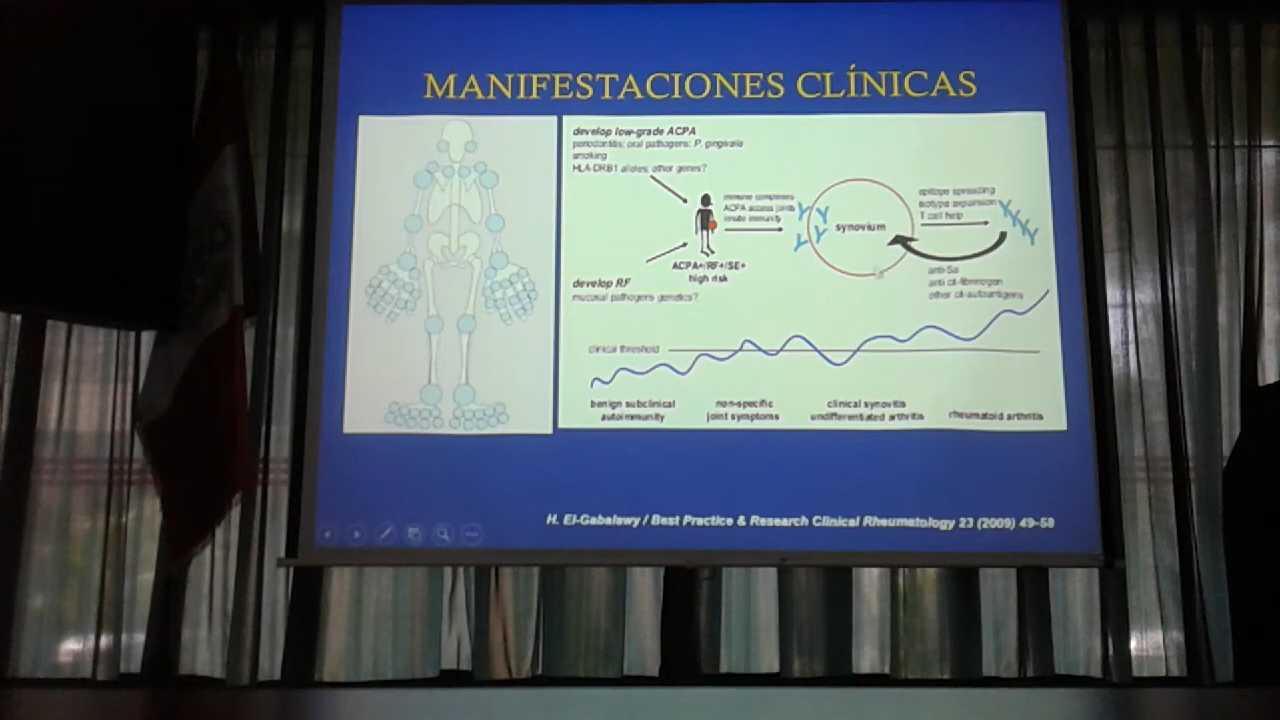 MANIFESTACIONES CLÍNICAS
develop low-grade ACPA
periodontitis; oral pathogens: P. gingivalis
smoking
HLA-DRB1 alleles; other genes?
immune complexes
ACPA access joints
innate immunity
synovium
epitope spreading
isotype expansion
T cell help
ACPA+/RF+/SE+
high risk
develop RF
mucosal pathogens genetics?
anti-Sa
anti cit-fibrinogen
other cit-autoantigens
clinical threshold
benign subclinical
autoimmunity
non-specific
joint symptoms
clinical synovitis
undifferentiated arthritis
rheumatoid arthritis
H. El-Gabalawy / Best Practice & Research Clinical Rheumatology 23 (2009) 49-58